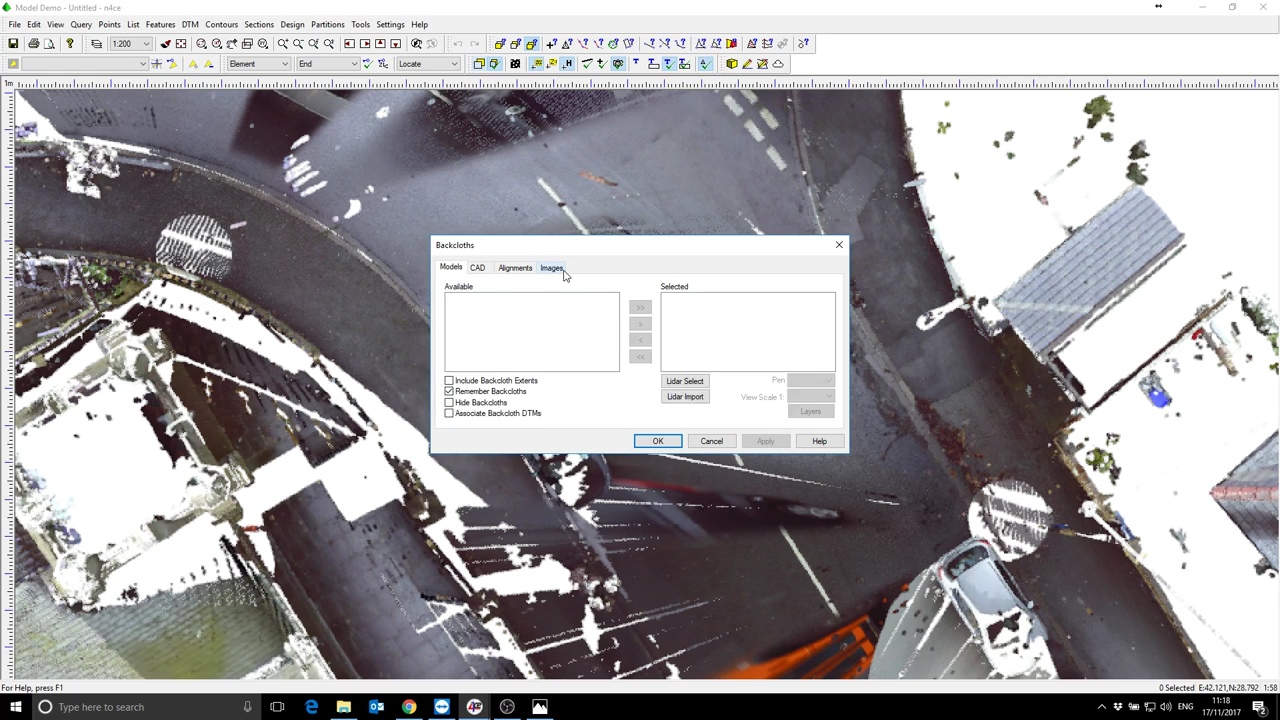 Model Demo - Untitled - n4ce
File Edit View Query Points List Features DTM Contours Sections Design Partitions Tools Settings Help
1:200
Element End Locate
1m
Backcloths
Models CAD Alignments Images
Available Selected
>>
>
<
<<
Include Backcloth Extents
Remember Backcloths
Hide Backcloths
Associate Backcloth DTMs
Lidar Select Pen
Lidar Import View Scale 1:
Layers
OK Cancel Apply Help
For Help, press F1
0 Selected E:42.121,N:28.792 1:58
Type here to search
ENG
11:18
17/11/2017
2